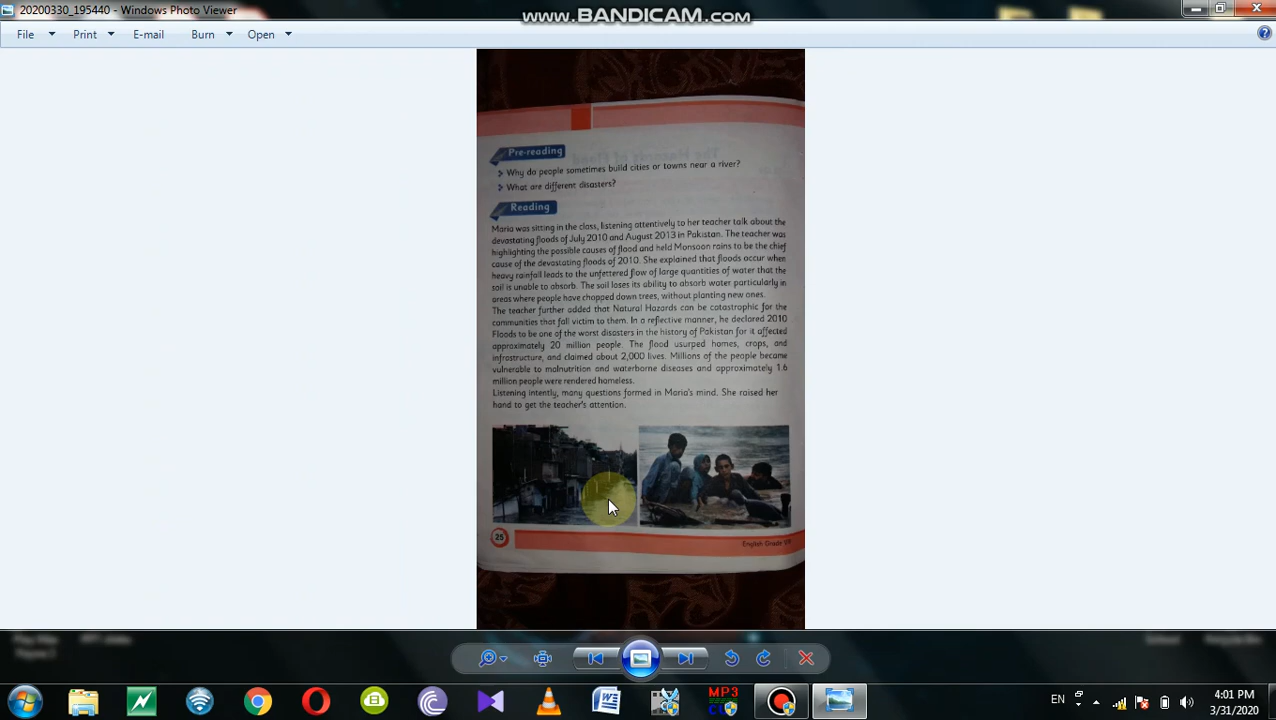 20200330_195440 - Windows Photo Viewer
www.BANDICAM.com
File Print E-mail Burn Open
Pre-reading
Why do people sometimes build cities or towns near a river?
What are different disasters?
Reading
Maria was sitting in the class, listening attentively to her teacher talk about the
devastating floods of July 2010 and August 2013 in Pakistan. The teacher was
highlighting the possible causes of flood and held Monsoon rains to be the chief
cause of the devastating floods of 2010. She explained that floods occur when
heavy rainfall leads to the unfettered flow of large quantities of water that the
soil is unable to absorb. The soil loses its ability to absorb water particularly in
areas where people have chopped down trees, without planting new ones.
The teacher further added that Natural Hazards can be catastrophic for the
communities that fall victim to them. In a reflective manner, he declared 2010
Floods to be one of the worst disasters in the history of Pakistan for it affected
approximately 20 million people. The flood usurped homes, crops, and
infrastructure, and claimed about 2,000 lives. Millions of the people became
vulnerable to malnutrition and waterborne diseases and approximately 1.6
million people were rendered homeless.
Listening intently, many questions formed in Maria's mind. She raised her
hand to get the teacher's attention.
25
English Grade
MP3
EN
4:01 PM
3/31/2020